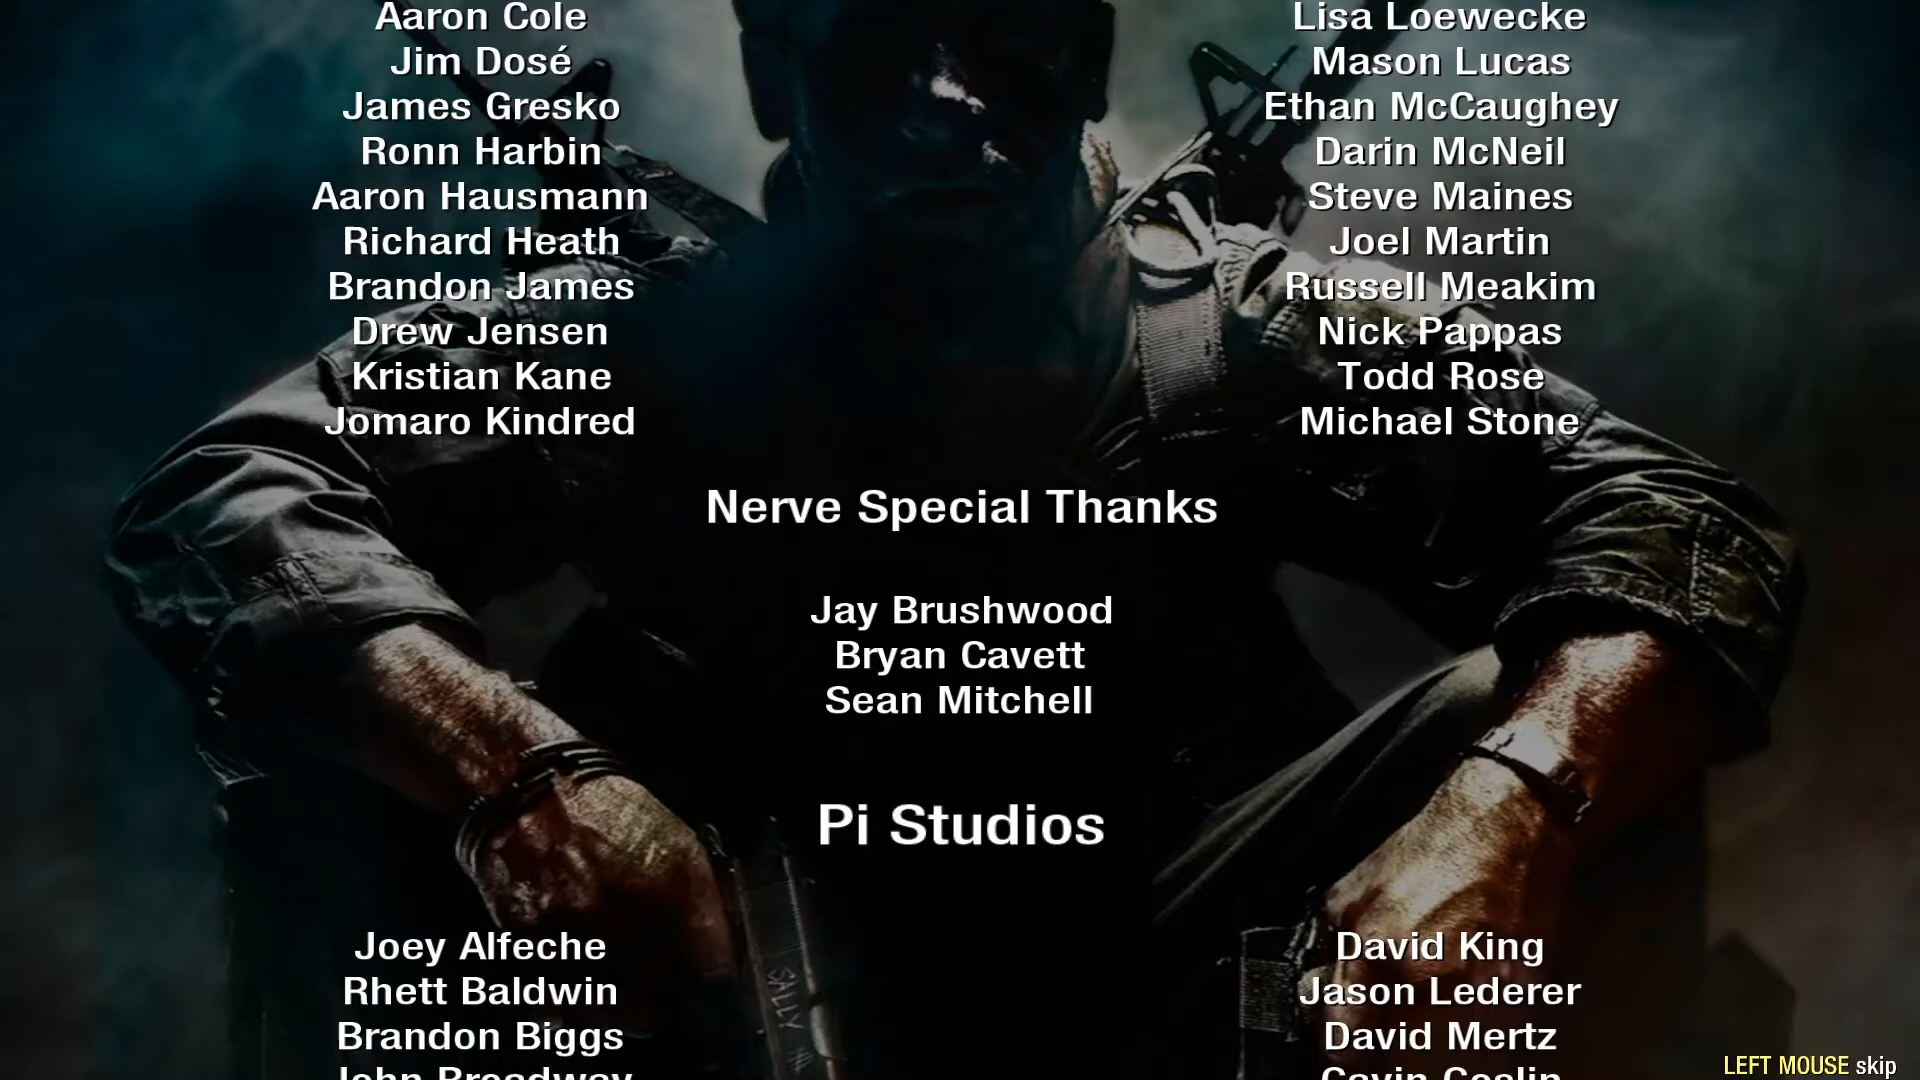 Aaron Cole
Jim Dosé
James Gresko
Ronn Harbin
Aaron Hausmann
Richard Heath
Brandon James
Drew Jensen
Kristian Kane
Jomaro Kindred
Lisa Loewecke
Mason Lucas
Ethan McCaughey
Darin McNeil
Steve Maines
Joel Martin
Russell Meakim
Nick Pappas
Todd Rose
Michael Stone
Nerve Special Thanks
Jay Brushwood
Bryan Cavett
Sean Mitchell
Pi Studios
Joey Alfeche
Rhett Baldwin
Brandon Biggs
John Broadway
David King
Jason Lederer
David Mertz
SALLY
LEFT MOUSE skip